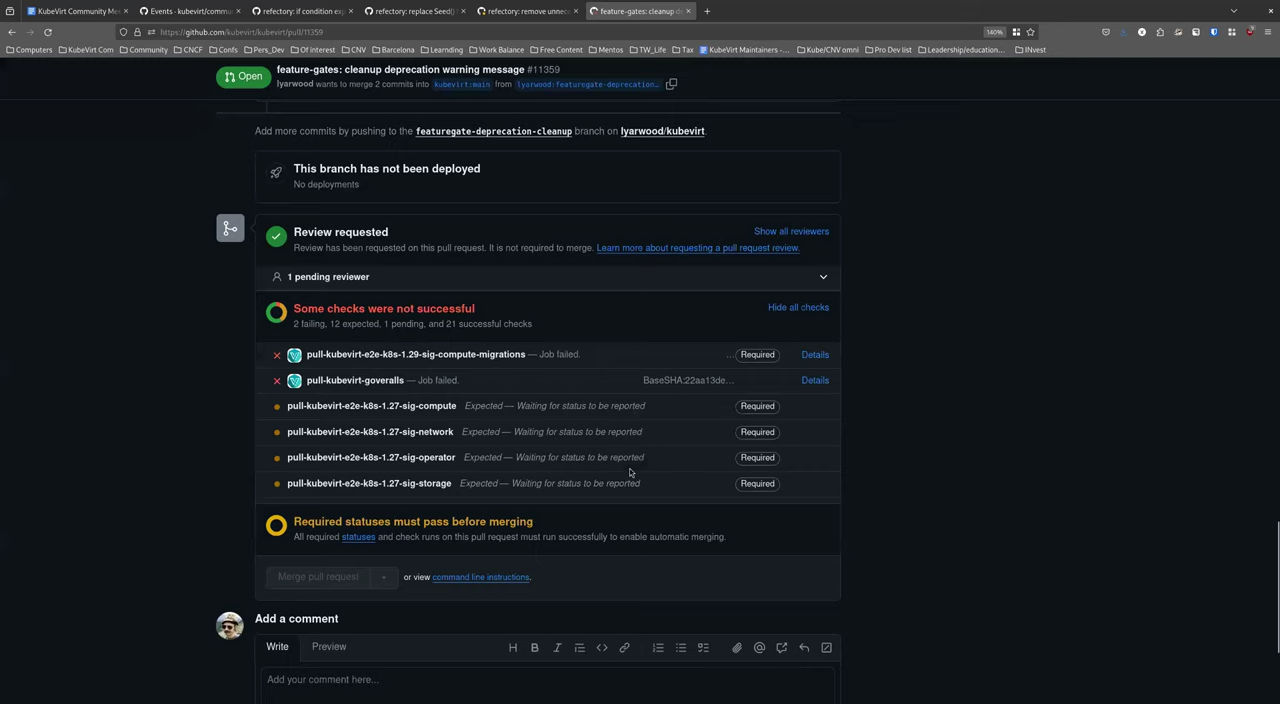 KubeVirt Community Mes
Events · kubevirt/commu
refectory: if condition exp
refectory: replace Seed() t
refectory: remove unnec
feature-gates: cleanup de
https://github.com/kubevirt/kubevirt/pull/11359
140%
Computers
KubeVirt Com
Community
CNCF
Confs
Pers_Dev
Of interest
CNV
Barcelona
Learnding
Work Balance
Free Content
Mentos
TW_Life
Tax
KubeVirt Maintainers -...
Kube/CNV omni
Pro Dev list
Leadership/education...
INvest
Open
feature-gates: cleanup deprecation warning message #11359
lyarwood wants to merge 2 commits into kubevirt:main from lyarwood:featuregate-deprecation…
Add more commits by pushing to the featuregate-deprecation-cleanup branch on lyarwood/kubevirt.
This branch has not been deployed
No deployments
Review requested
Show all reviewers
Review has been requested on this pull request. It is not required to merge. Learn more about requesting a pull request review.
1 pending reviewer
Some checks were not successful
Hide all checks
2 failing, 12 expected, 1 pending, and 21 successful checks
pull-kubevirt-e2e-k8s-1.29-sig-compute-migrations — Job failed. ... Required Details
pull-kubevirt-goveralls — Job failed. BaseSHA:22aa13de... Details
pull-kubevirt-e2e-k8s-1.27-sig-compute Expected — Waiting for status to be reported Required
pull-kubevirt-e2e-k8s-1.27-sig-network Expected — Waiting for status to be reported Required
pull-kubevirt-e2e-k8s-1.27-sig-operator Expected — Waiting for status to be reported Required
pull-kubevirt-e2e-k8s-1.27-sig-storage Expected — Waiting for status to be reported Required
Required statuses must pass before merging
All required statuses and check runs on this pull request must run successfully to enable automatic merging.
Merge pull request
or view command line instructions.
Add a comment
Write
Preview
Add your comment here...